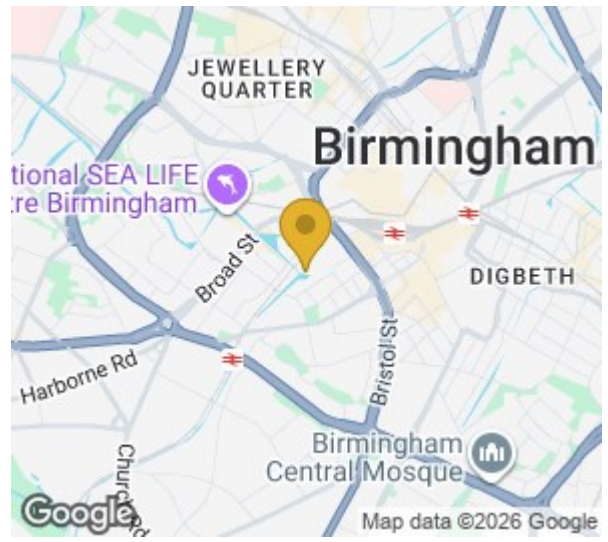 JEWELLERY
QUARTER
Birmingham
tional SEA LIFE
tre Birmingham
Broad St
DIGBETH
Bristol St
Harborne Rd
Church Rd
Birmingham
Central Mosque
Google
Map data ©2026 Google